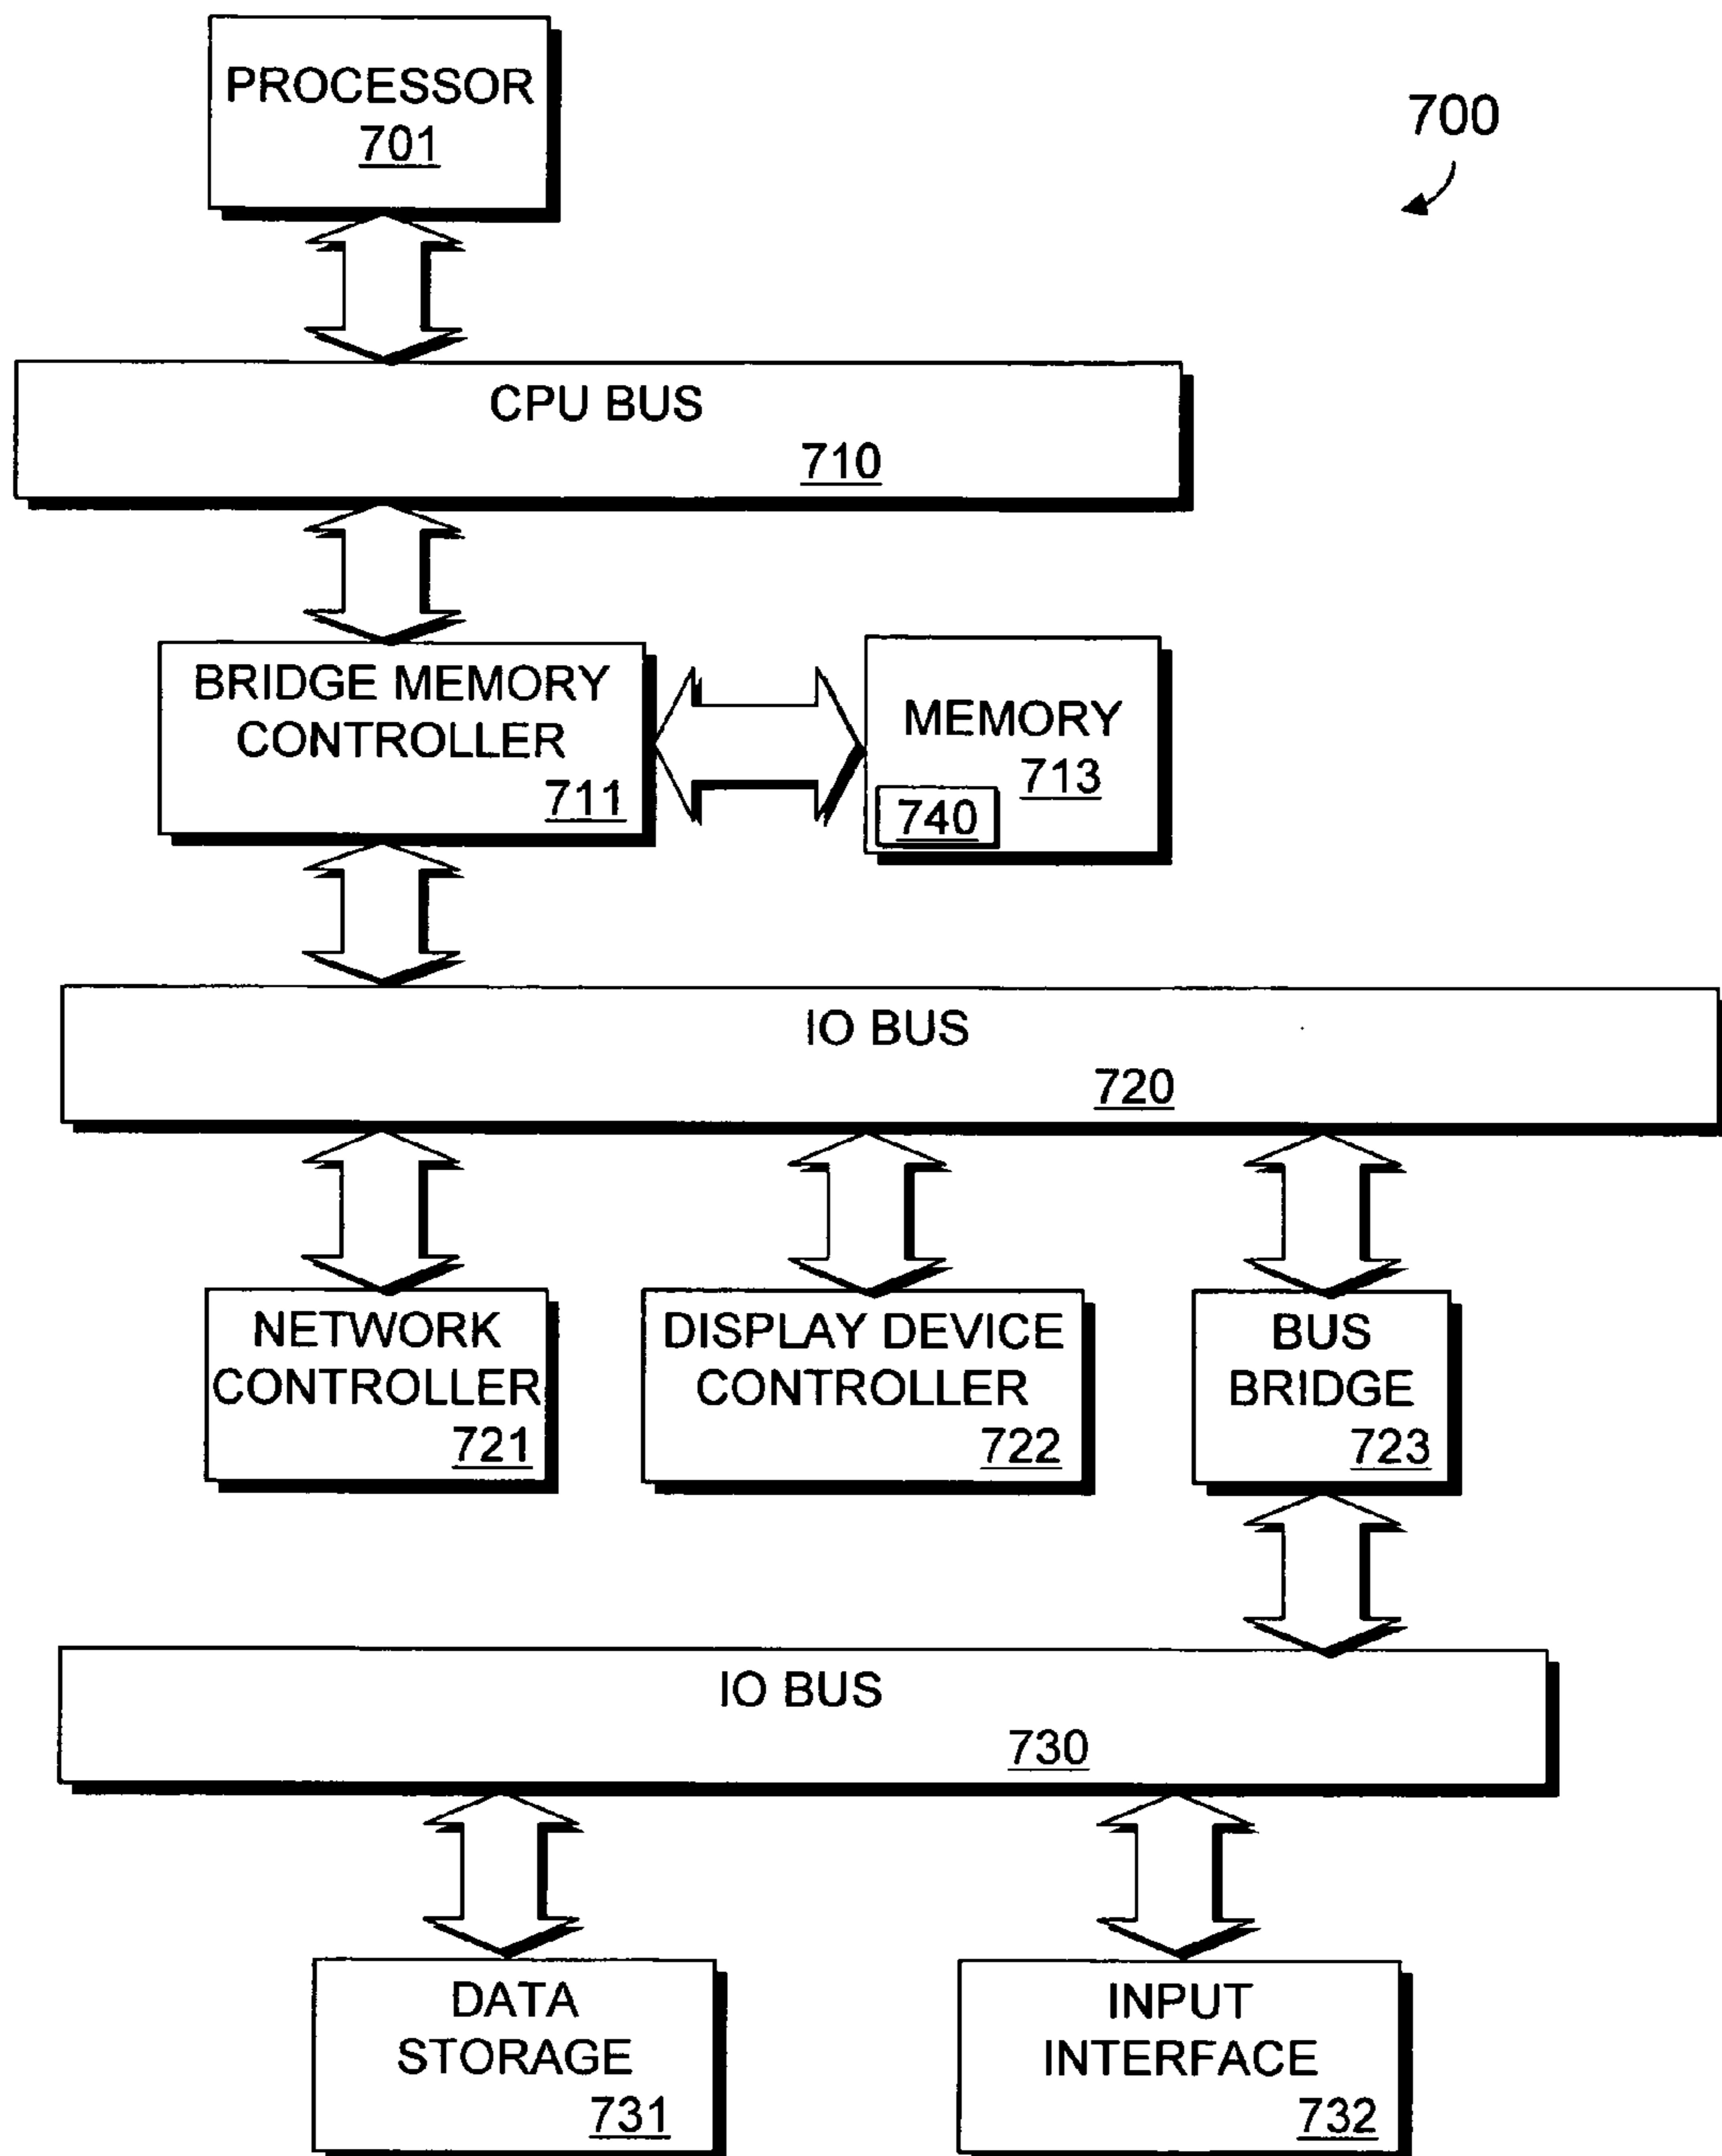 PROCESSOR
701
700
CPU BUS
710
BRIDGE MEMORY
CONTROLLER
711
MEMORY
713
740
IO BUS
720
NETWORK
CONTROLLER
721
DISPLAY DEVICE
CONTROLLER
722
BUS
BRIDGE
723
IO BUS
730
DATA
STORAGE
731
INPUT
INTERFACE
732